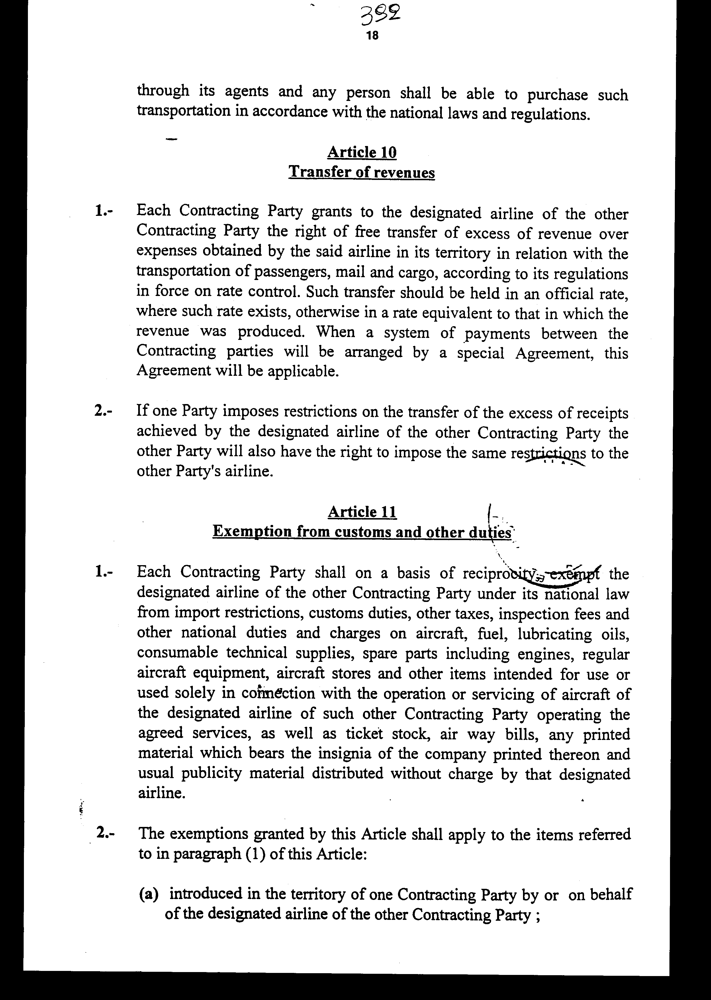 392
18
through its agents and any person shall be able to purchase such
transportation in accordance with the national laws and regulations.
Article 10
Transfer of revenues
1.- Each Contracting Party grants to the designated airline of the other
Contracting Party the right of free transfer of excess of revenue over
expenses obtained by the said airline in its territory in relation with the
transportation of passengers, mail and cargo, according to its regulations
in force on rate control. Such transfer should be held in an official rate,
where such rate exists, otherwise in a rate equivalent to that in which the
revenue was produced. When a system of payments between the
Contracting parties will be arranged by a special Agreement, this
Agreement will be applicable.
2.- If one Party imposes restrictions on the transfer of the excess of receipts
achieved by the designated airline of the other Contracting Party the
other Party will also have the right to impose the same restrictions to the
other Party's airline.
Article 11
Exemption from customs and other duties
1.- Each Contracting Party shall on a basis of reciprocity, exempt the
designated airline of the other Contracting Party under its national law
from import restrictions, customs duties, other taxes, inspection fees and
other national duties and charges on aircraft, fuel, lubricating oils,
consumable technical supplies, spare parts including engines, regular
aircraft equipment, aircraft stores and other items intended for use or
used solely in connection with the operation or servicing of aircraft of
the designated airline of such other Contracting Party operating the
agreed services, as well as ticket stock, air way bills, any printed
material which bears the insignia of the company printed thereon and
usual publicity material distributed without charge by that designated
airline.
2.- The exemptions granted by this Article shall apply to the items referred
to in paragraph (1) of this Article:
(a) introduced in the territory of one Contracting Party by or on behalf
of the designated airline of the other Contracting Party ;